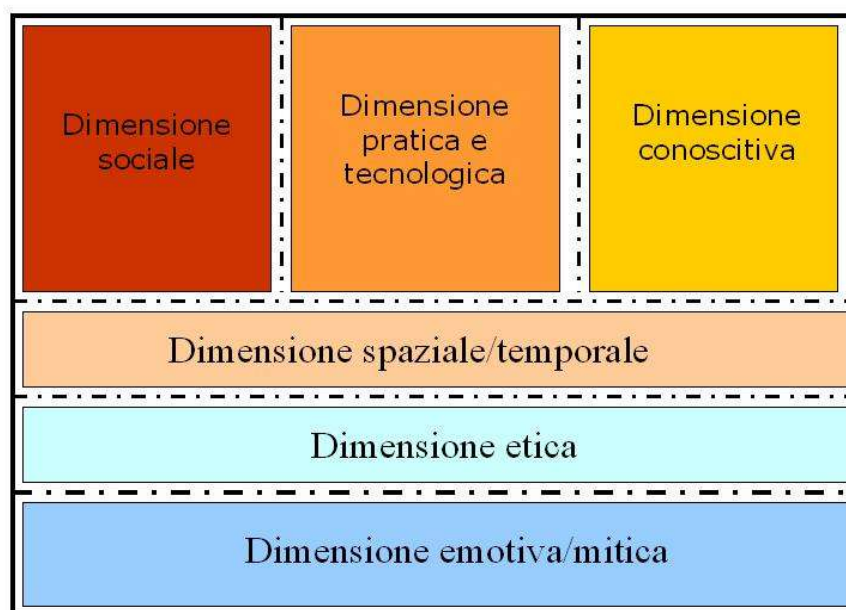 Dimensione
sociale
Dimensione
pratica e
tecnologica
Dimensione
conoscitiva
Dimensione spaziale/temporale
Dimensione etica
Dimensione emotiva/mitica